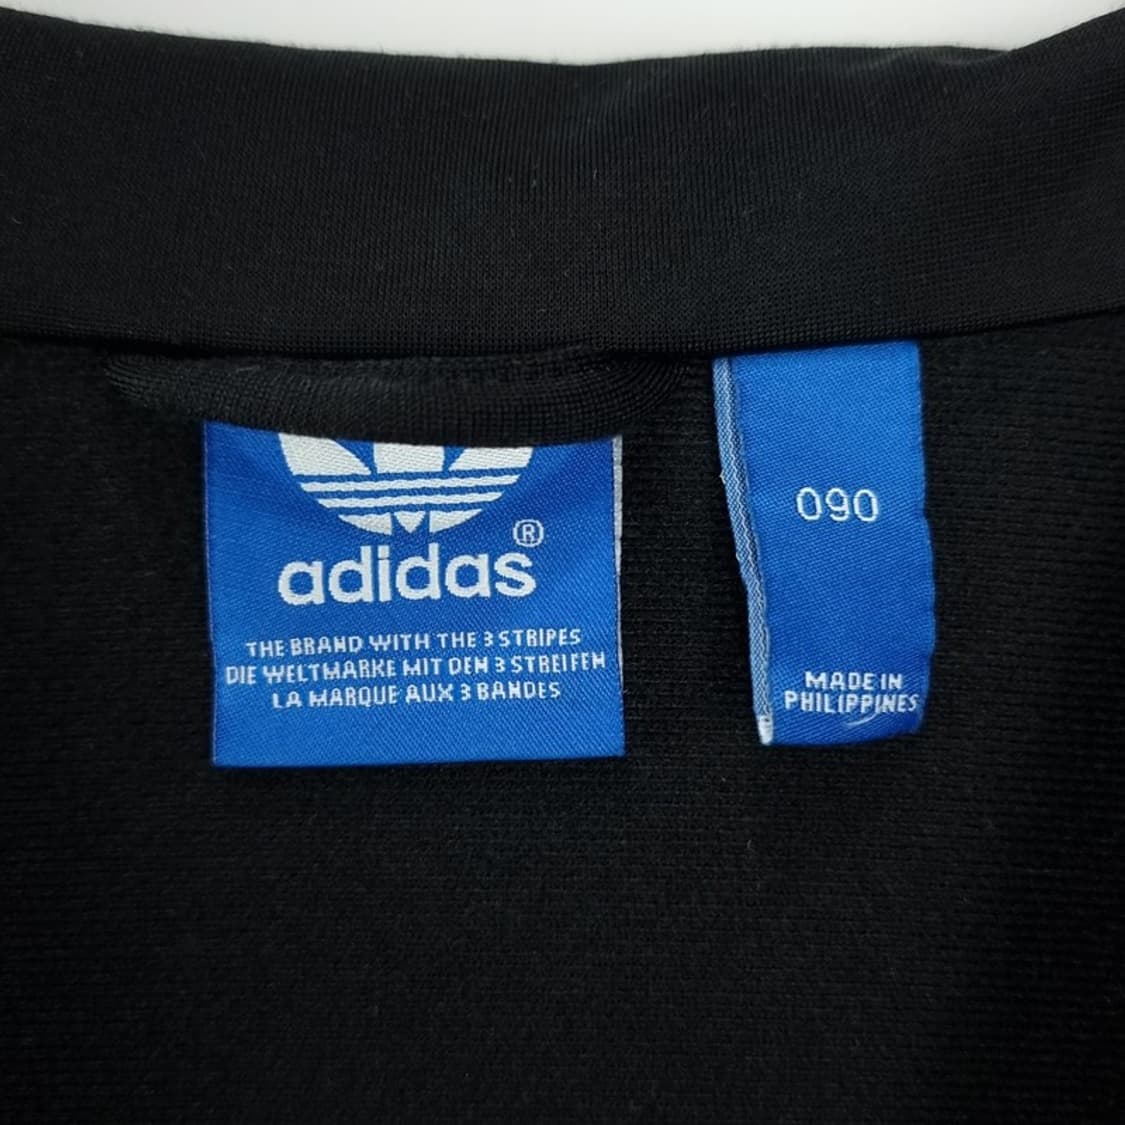 adidas®
THE BRAND WITH THE 3 STRIPES
DIE WELTMARKE MIT DEN 3 STREIFEN
LA MARQUE AUX 3 BANDES
090
MADE IN
PHILIPPINES